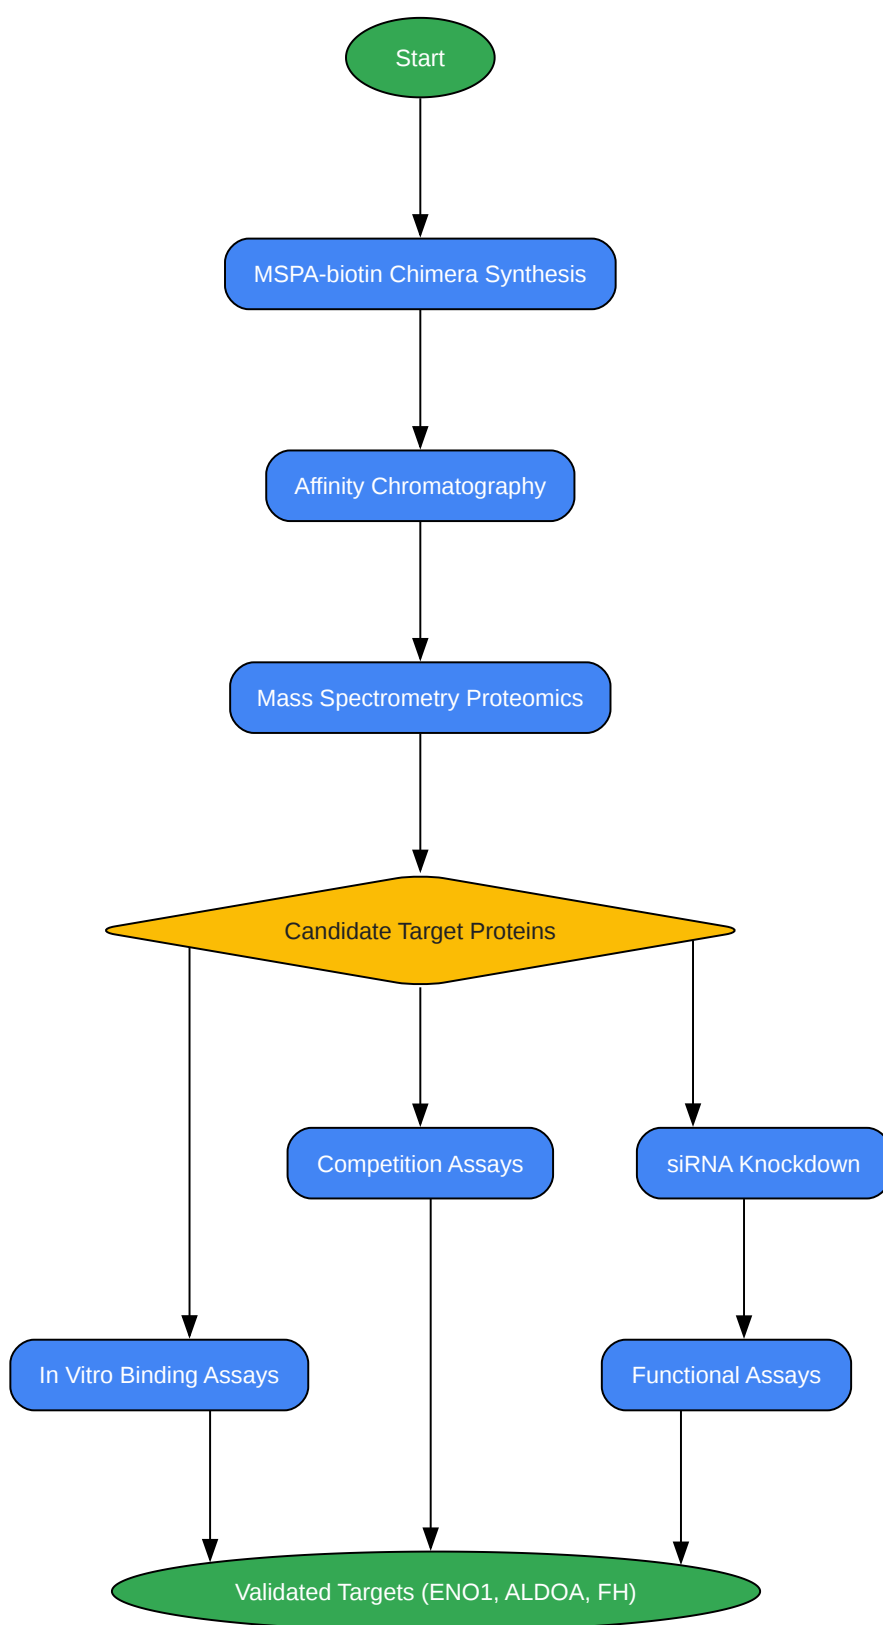 Start
MSPA-biotin Chimera Synthesis
Affinity Chromatography
Mass Spectrometry Proteomics
Candidate Target Proteins
Competition Assays
siRNA Knockdown
In Vitro Binding Assays
Functional Assays
Validated Targets (ENO1, ALDOA, FH)